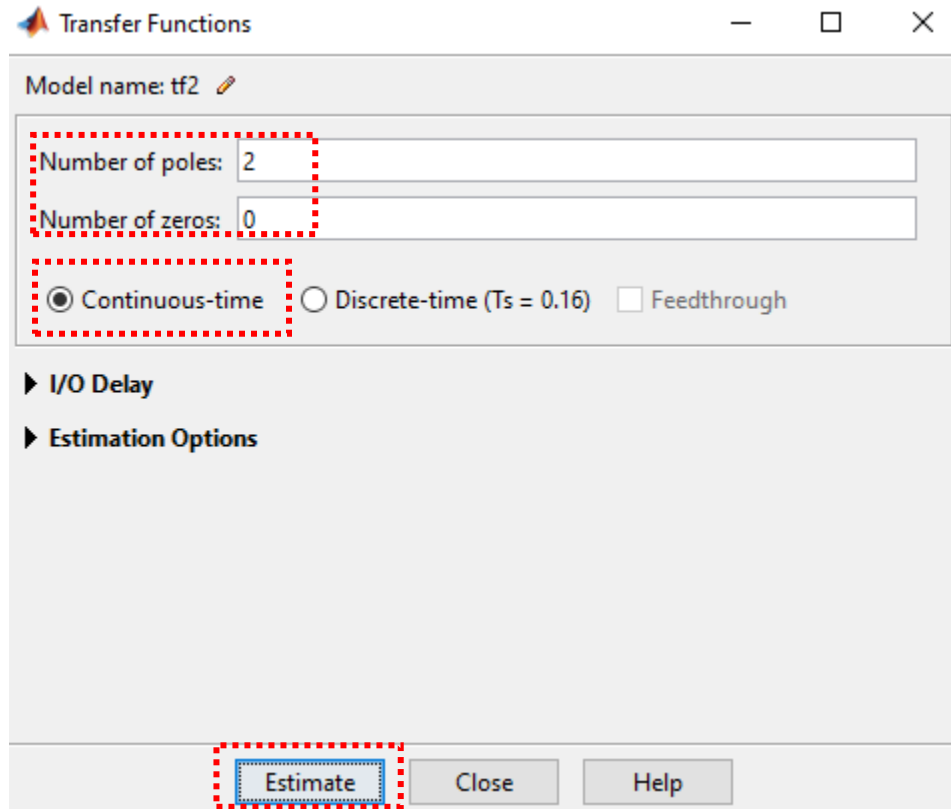 Transfer Functions
Model name: tf2
Number of poles: 2
Number of zeros: 0
Continuous-time Discrete-time (Ts = 0.16) Feedthrough
I/O Delay
Estimation Options
Estimate Close Help